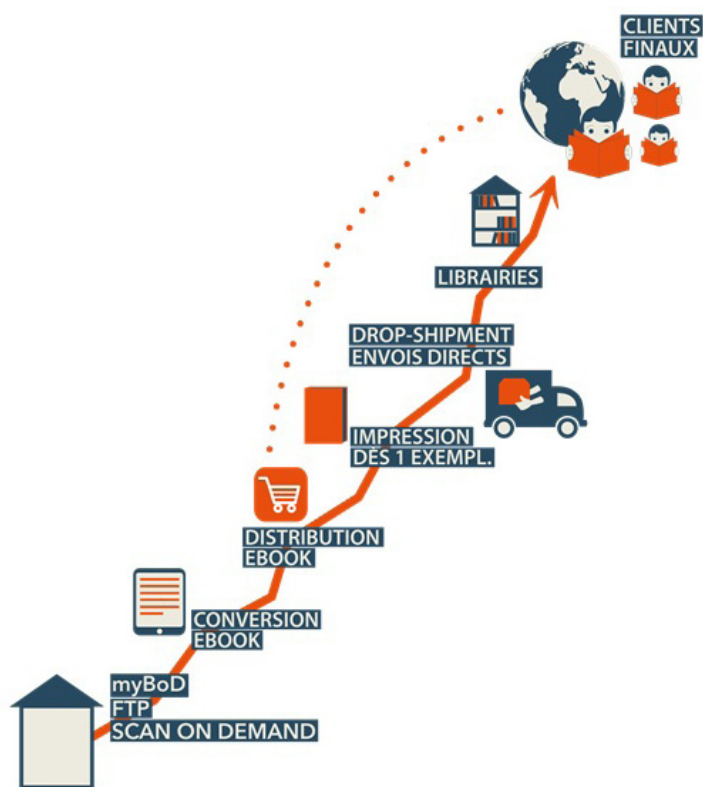 CLIENTS
FINAUX
LIBRAIRIES
DROP-SHIPMENT
ENVOIS DIRECTS
IMPRESSION
DÈS 1 EXEMPL.
DISTRIBUTION
EBOOK
CONVERSION
EBOOK
myBoD
FTP
SCAN ON DEMAND